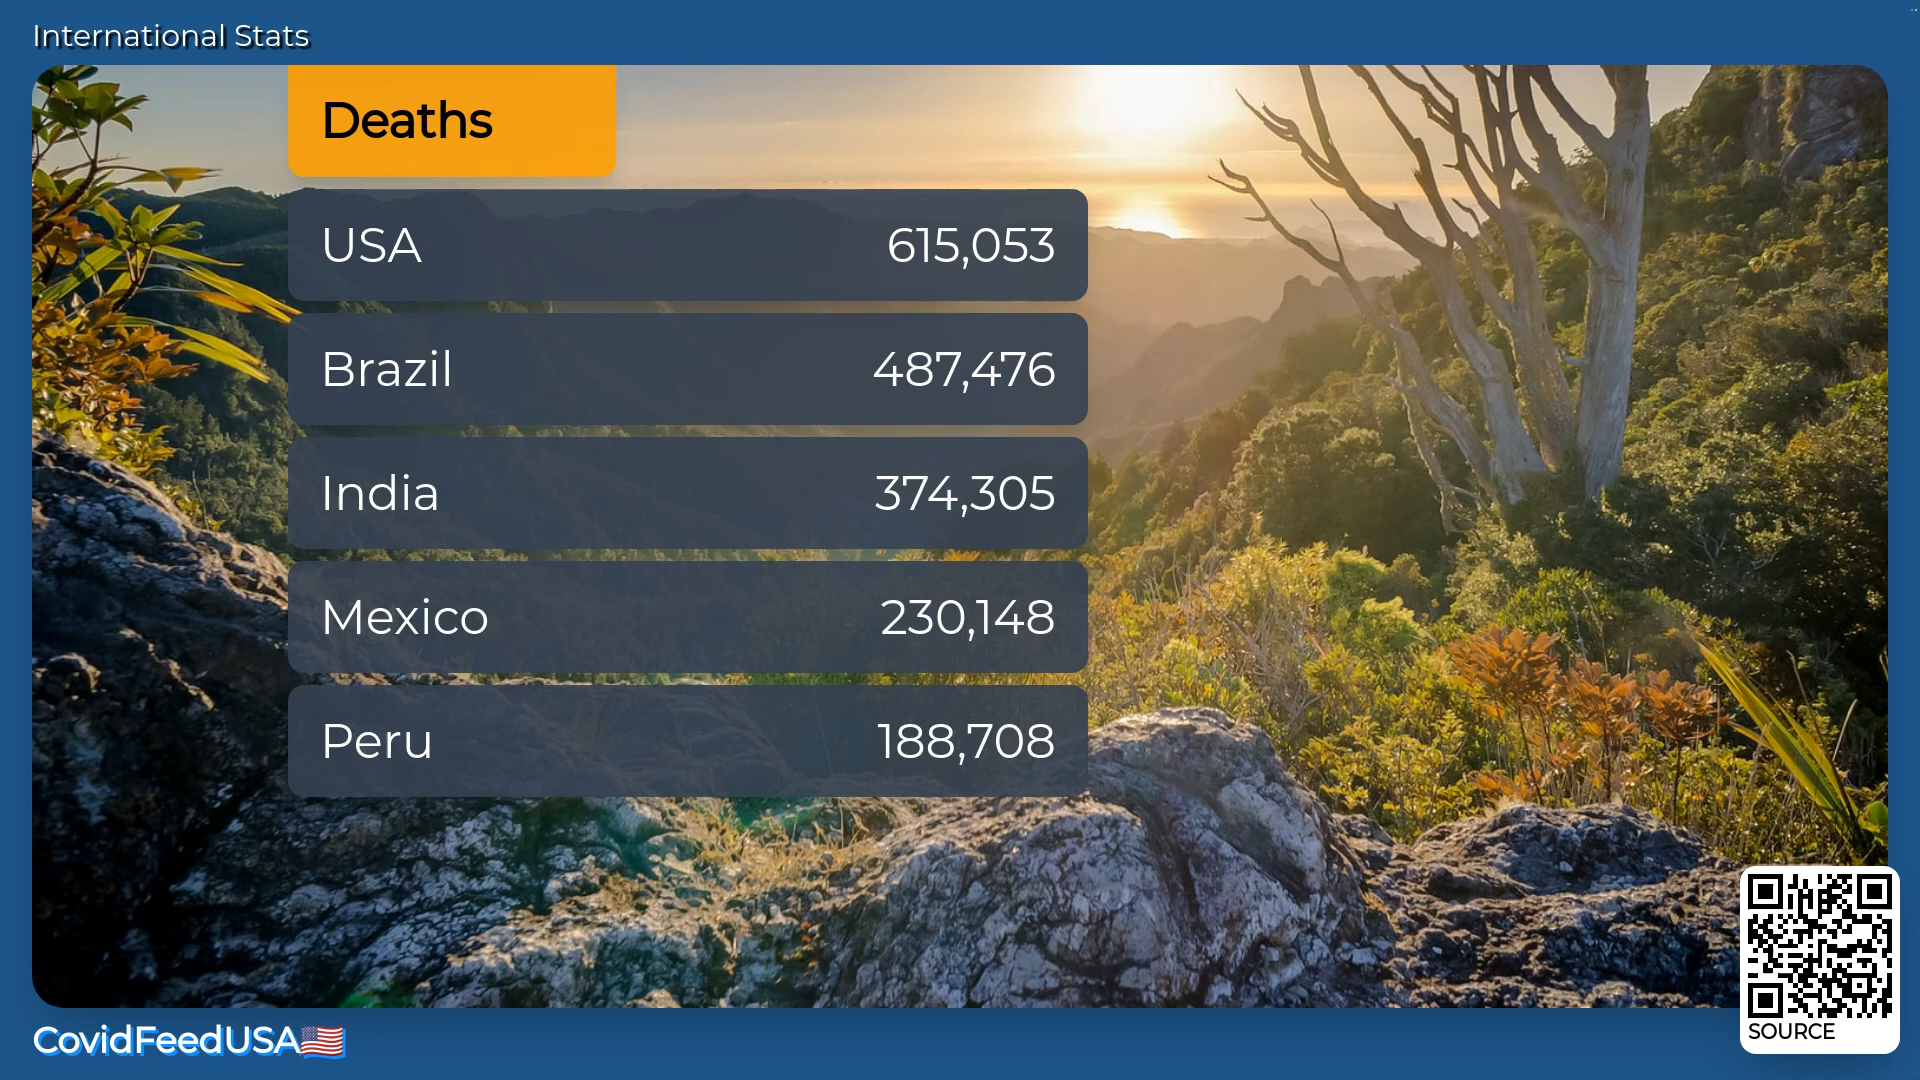 International Stats
Deaths
USA 615,053
Brazil 487,476
India 374,305
Mexico 230,148
Peru 188,708
CovidFeedUSA🇺🇸
SOURCE